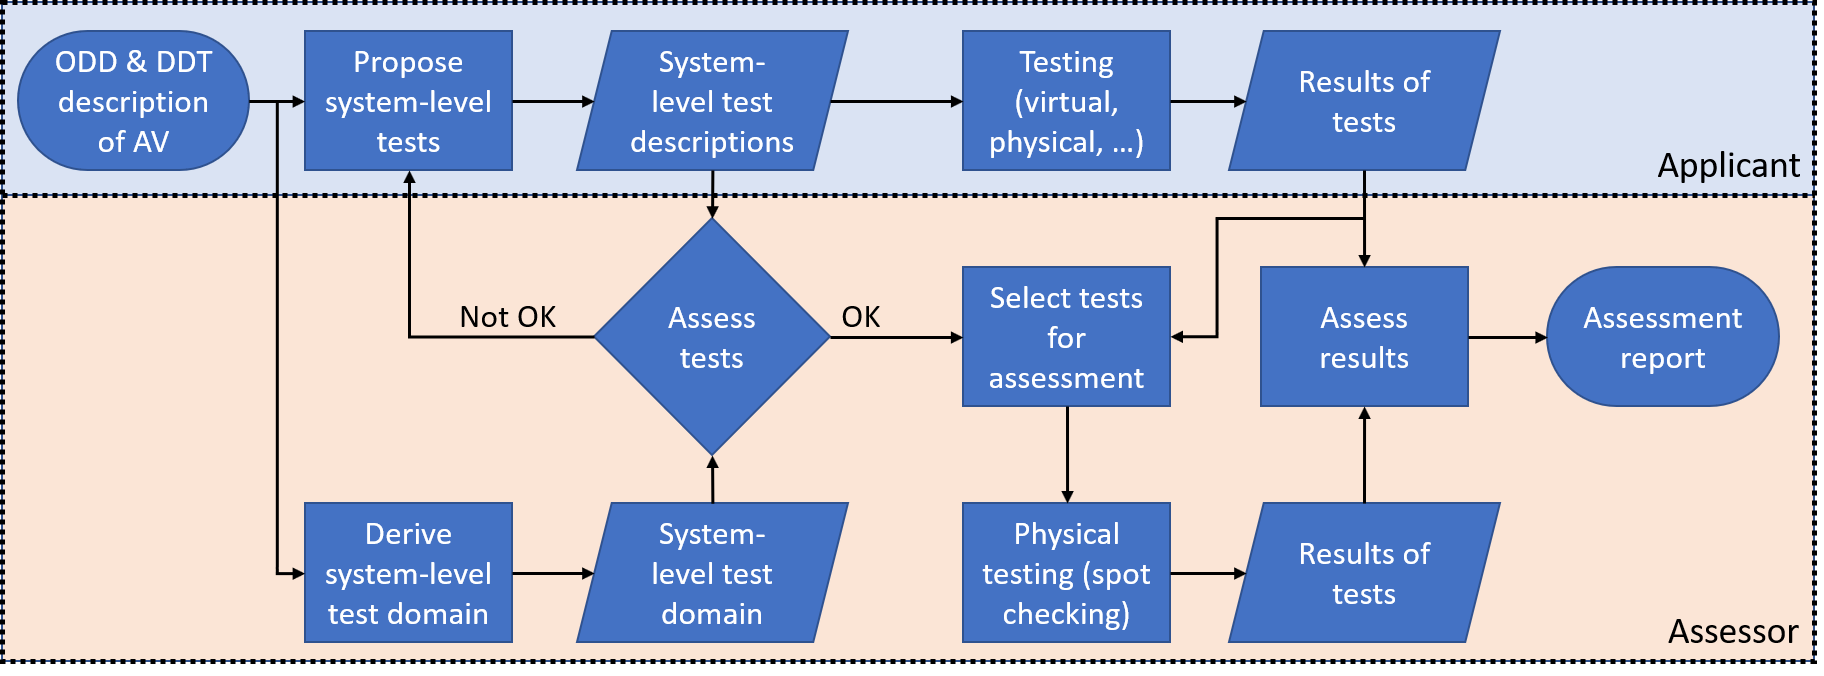 ODD & DDT
description
of AV
Propose
system-level
tests
System-
level test
descriptions
Testing
(virtual,
physical, ...)
Results of
tests
Applicant
Assess
tests
Not OK
OK
Select tests
for
assessment
Assess
results
Assessment
report
Derive
system-level
test domain
System-
level test
domain
Physical
testing (spot
checking)
Results of
tests
Assessor